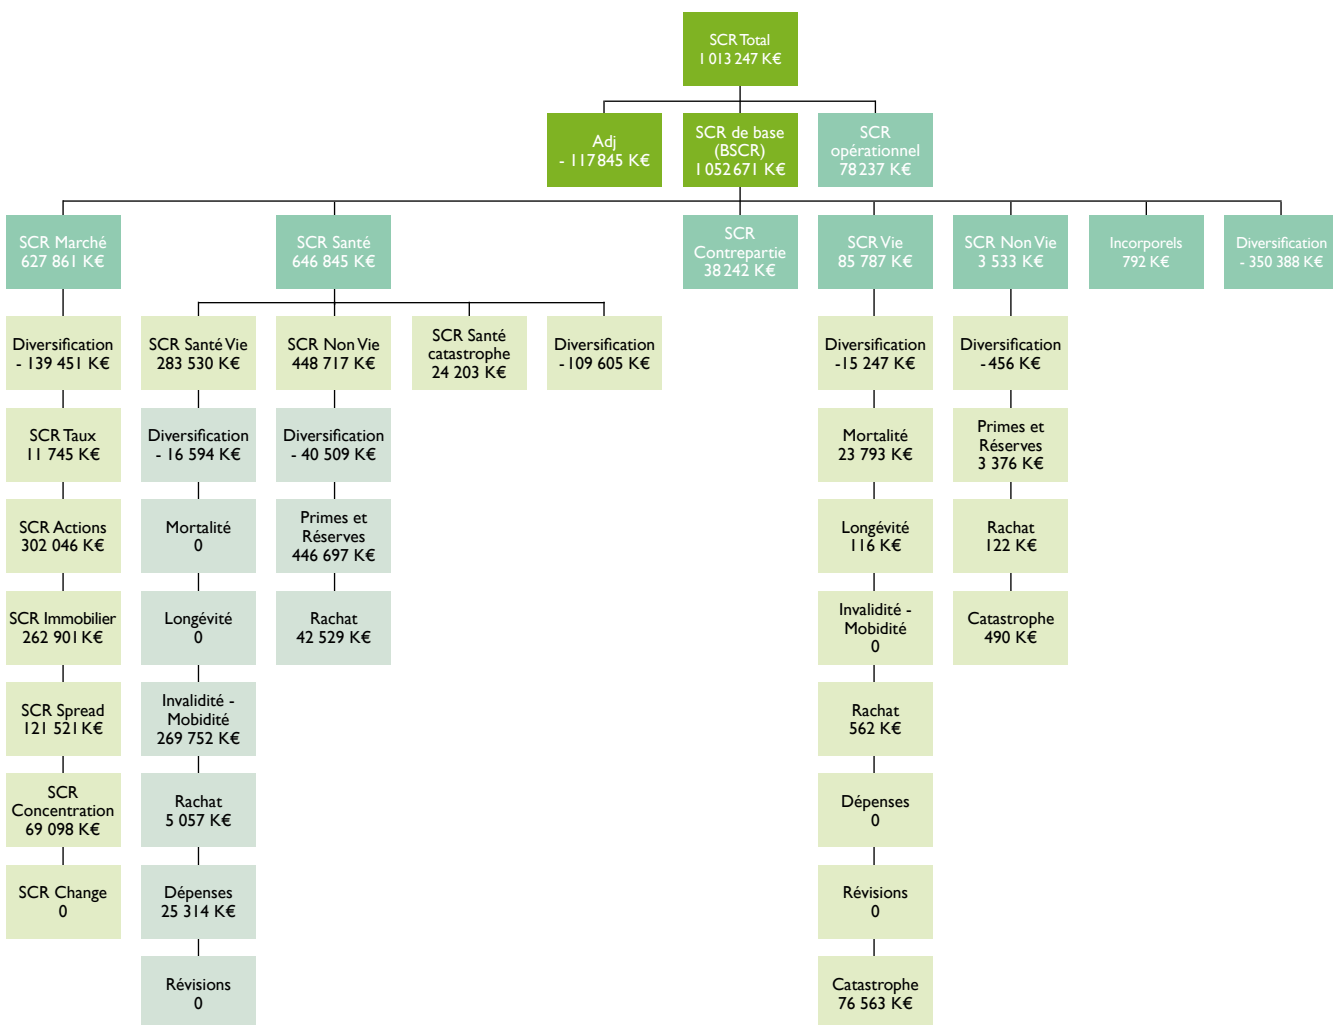 SCR Total
1 013 247 K€
Adj
- 117 845 K€
SCR de base
(BSCR)
1 052 671 K€
SCR
opérationnel
78 237 K€
SCR Marché
627 861 K€
SCR Santé
646 845 K€
SCR
Contrepartie
38 242 K€
SCR Vie
85 787 K€
SCR Non Vie
3 533 K€
Incorporels
792 K€
Diversification
- 350 388 K€
Diversification
- 139 451 K€
SCR Santé Vie
283 530 K€
SCR Non Vie
448 717 K€
SCR Santé
catastrophe
24 203 K€
Diversification
- 109 605 K€
Diversification
-15 247 K€
Diversification
- 456 K€
SCR Taux
11 745 K€
Diversification
- 16 594 K€
Diversification
- 40 509 K€
Mortalité
23 793 K€
Primes et
Réserves
3 376 K€
SCR Actions
302 046 K€
Mortalité
0
Primes et
Réserves
446 697 K€
Longévité
116 K€
Rachat
122 K€
SCR Immobilier
262 901 K€
Longévité
0
Rachat
42 529 K€
Invalidité -
Mobidité
0
Catastrophe
490 K€
SCR Spread
121 521 K€
Invalidité -
Mobidité
269 752 K€
Rachat
562 K€
SCR
Concentration
69 098 K€
Rachat
5 057 K€
Dépenses
0
SCR Change
0
Dépenses
25 314 K€
Révisions
0
Révisions
0
Catastrophe
76 563 K€